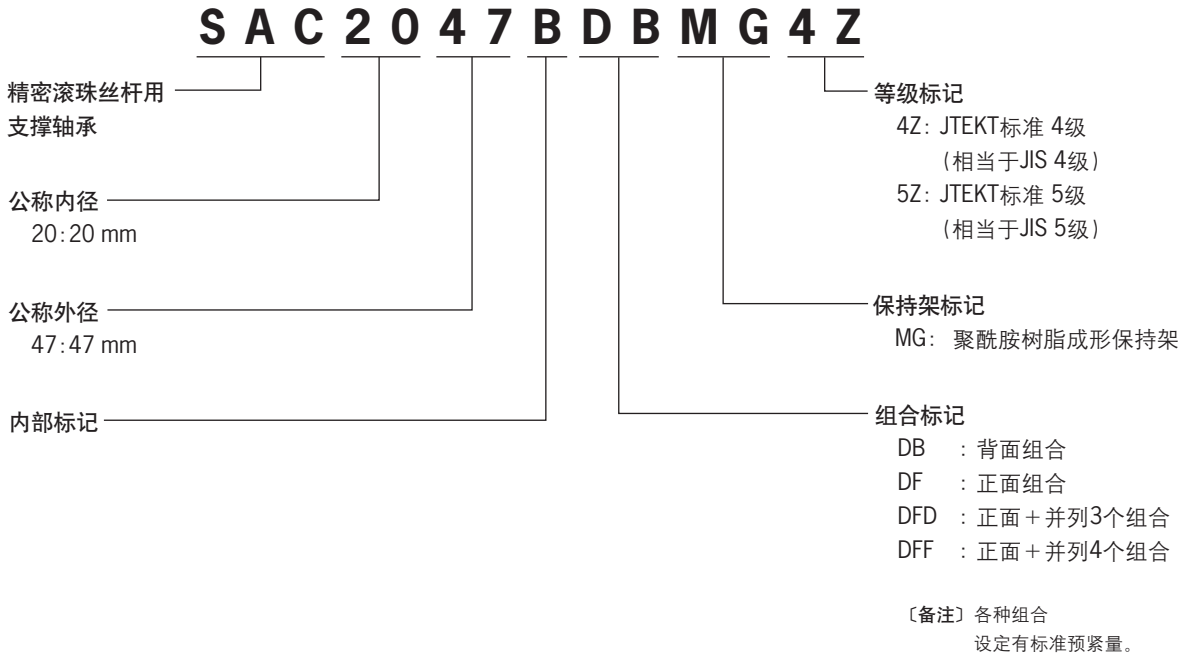 SAC2047BDBMG4Z
精密滚珠丝杆用
支撑轴承
公称内径
20:20 mm
公称外径
47:47 mm
内部标记
等级标记
4Z: JTEKT标准 4级
(相当于JIS 4级)
5Z: JTEKT标准 5级
(相当于JIS 5级)
保持架标记
MG: 聚酰胺树脂成形保持架
组合标记
DB : 背面组合
DF : 正面组合
DFD : 正面+并列3个组合
DFF : 正面+并列4个组合
〔备注〕各种组合
设定有标准预紧量。